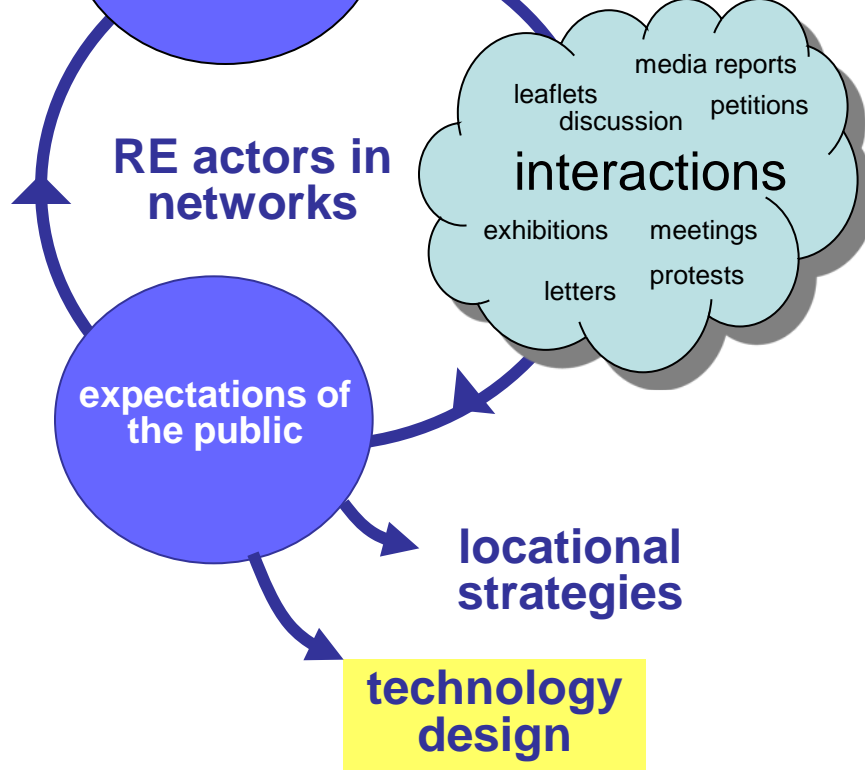 media reports
leaflets
petitions
discussion
RE actors in
networks
interactions
exhibitions meetings
protests
letters
expectations of
the public
locational
strategies
technology
design